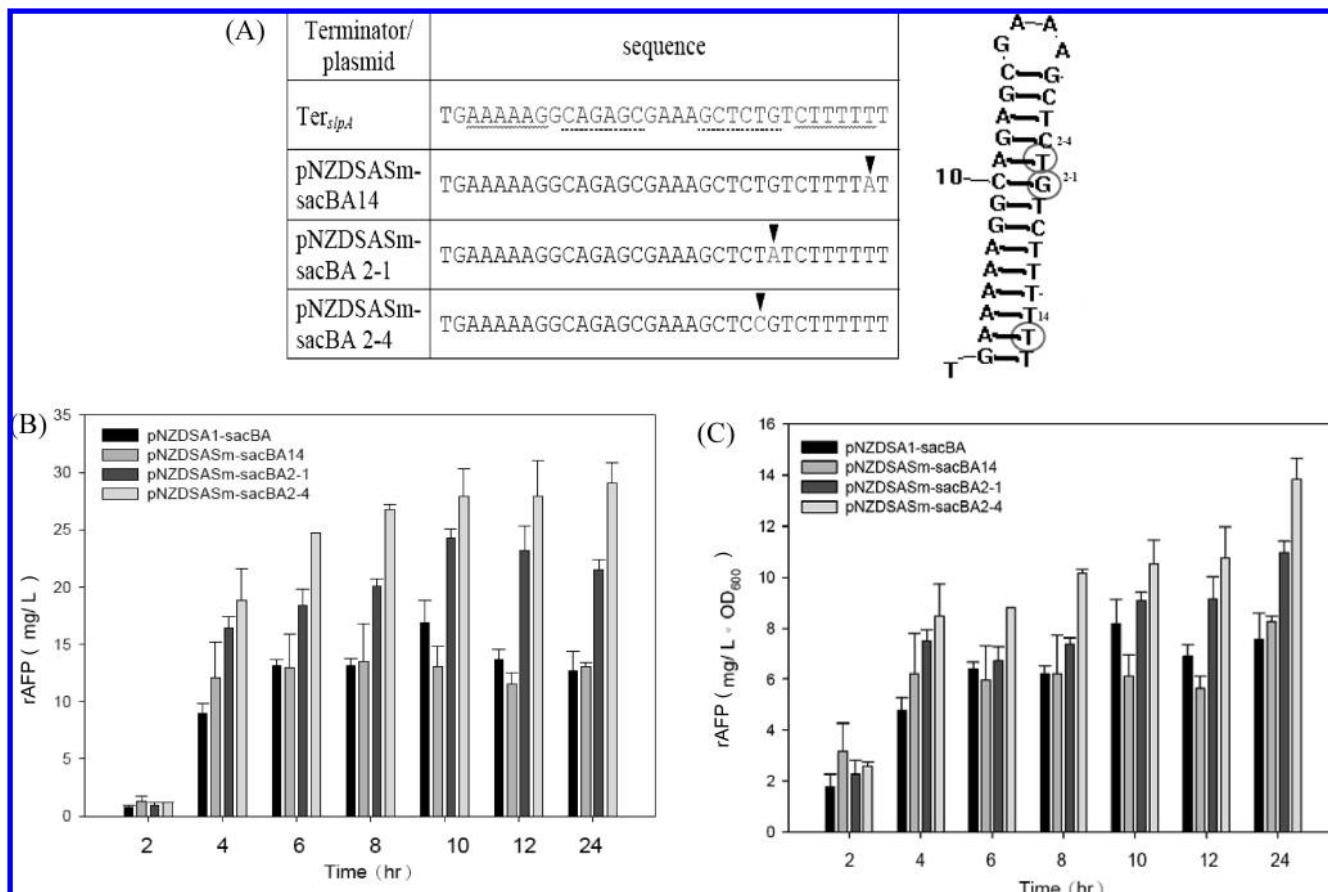 (A)
Terminator/
plasmid
sequence
Ter slpA
TGAAAAAGGCAGAGCGAAAGCTCTGTCTTTTTT
pNZDSASm-
sacBA14
TGAAAAAGGCAGAGCGAAAGCTCTGTCTTTTAT
pNZDSASm-
sacBA 2-1
TGAAAAAGGCAGAGCGAAAGCTCTATCTTTTTT
pNZDSASm-
sacBA 2-4
TGAAAAAGGCAGAGCGAAAGCTCCGTCTTTTTT
A A
G A
C G
G C
A T
G C 2-4
A T
10 C G 2-1
G T
G C
A T
A T
A T
A T 14
A T
T G T
(B)
pNZDSA1-sacBA
pNZDSASm-sacBA14
pNZDSASm-sacBA2-1
pNZDSASm-sacBA2-4
rAFP ( mg/ L )
35
30
25
20
15
10
5
0
2 4 6 8 10 12 24
Time (hr)
(C)
pNZDSA1-sacBA
pNZDSASm-sacBA14
pNZDSASm-sacBA2-1
pNZDSASm-sacBA2-4
rAFP ( mg/ L ∘ OD600 )
16
14
12
10
8
6
4
2
0
2 4 6 8 10 12 24
Time (hr)